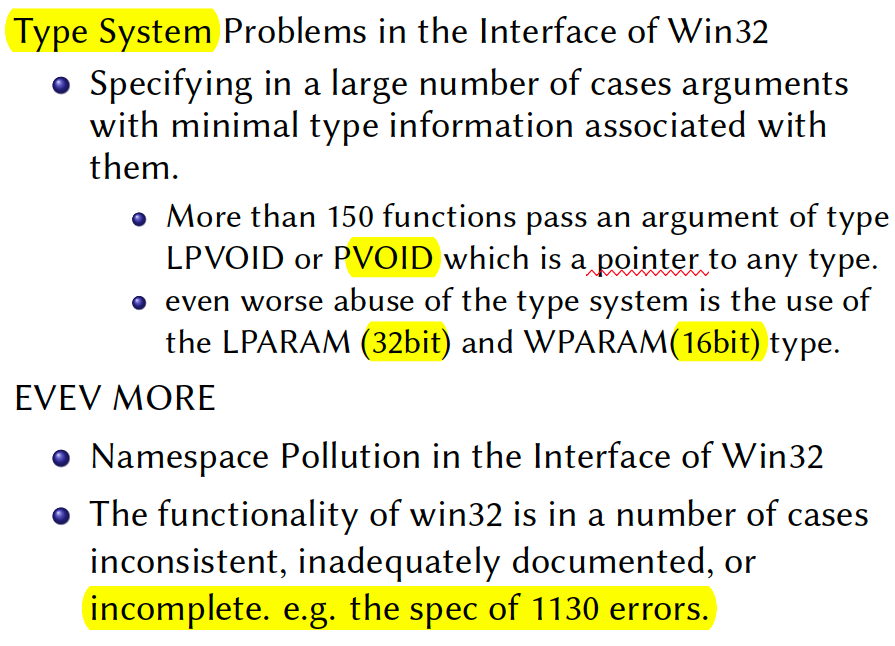 Type System Problems in the Interface of Win32
Specifying in a large number of cases arguments
with minimal type information associated with
them.
More than 150 functions pass an argument of type
LPVOID or PVOID which is a pointer to any type.
even worse abuse of the type system is the use of
the LPARAM (32bit) and WPARAM(16bit) type.
EVEV MORE
Namespace Pollution in the Interface of Win32
The functionality of win32 is in a number of cases
inconsistent, inadequately documented, or
incomplete. e.g. the spec of 1130 errors.